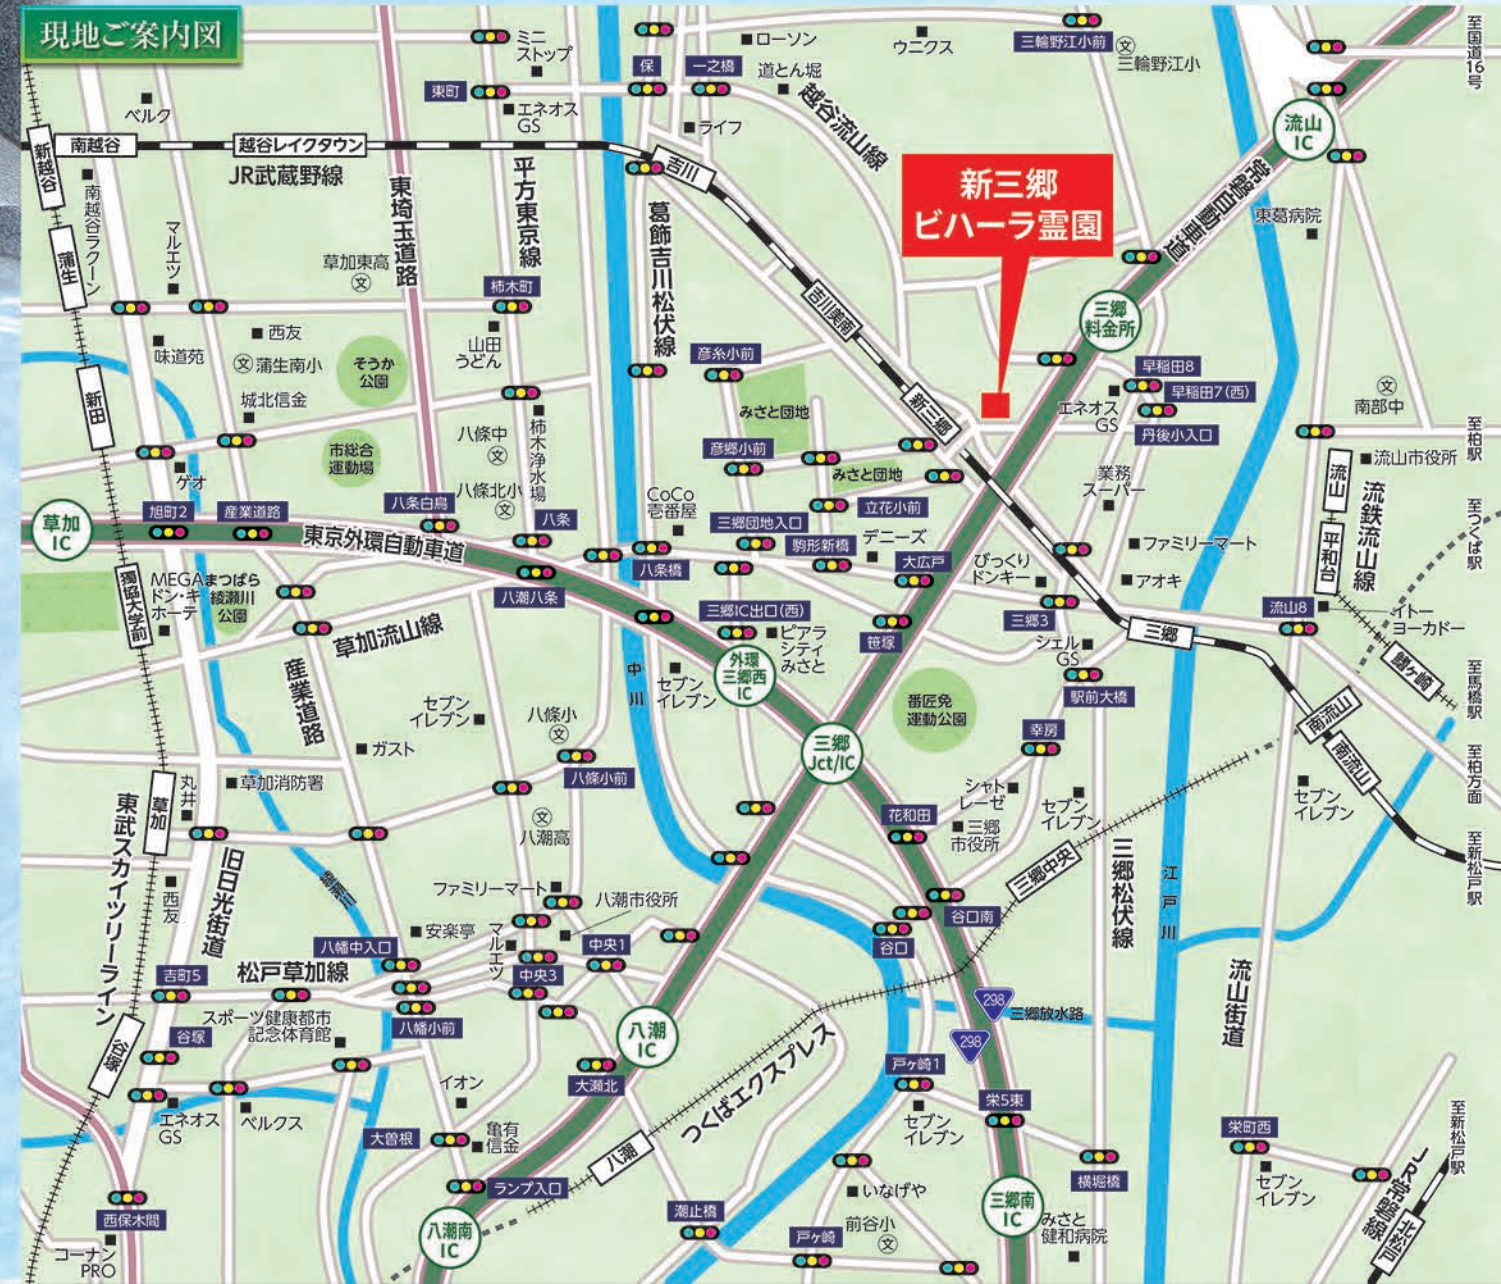 現地ご案内図
ミニ
ストップ
保
一之橋
ローソン
ウニクス
三輪野江小前
文
三輪野江小
至国道16号
道とん堀
東町
エネオス
GS
ベルク
ライフ
越谷流山線
流山
IC
新越谷
南越谷
越谷レイクタウン
JR武蔵野線
吉川
平方東京線
東埼玉道路
葛飾吉川松伏線
新三郷
ビハーラ霊園
常磐自動車道
東葛病院
南越谷ラクーン
マルエツ
蒲生
草加東高
文
柿木町
吉川美南
三郷
料金所
味道苑
西友
文
蒲生南小
そうか
公園
山田
うどん
彦糸小前
早稲田8
早稲田7(西)
エネオス
GS
丹後小入口
文
南部中
新田
城北信金
みさと団地
新三郷
市総合
運動場
八條中
文
柿木浄水場
彦郷小前
みさと団地
流山市役所
至柏駅
流山
ゲオ
八條北小
文
業務
スーパー
流鉄流山線
至つくば駅
草加
IC
旭町2
産業道路
八条白鳥
八条
CoCo
壱番屋
立花小前
三郷団地入口
駒形新橋
デニーズ
ファミリーマート
平和台
東京外環自動車道
八条橋
大広戸
びっくり
ドンキー
アオキ
獨協大学前
MEGA
ドン・キ
ホーテ
まつばら
綾瀬川
公園
八潮八条
三郷IC出口(西)
笹塚
三郷3
三郷
流山8
イトー
ヨーカドー
草加流山線
ピアラ
シティ
みさと
シェル
GS
鰭ヶ崎
産業道路
中川
セブン
イレブン
外環
三郷西
IC
番匠免
運動公園
駅前大橋
至馬橋駅
セブン
イレブン
八條小
文
南流山
南流山
ガスト
三郷
Jct/IC
幸房
至柏方面
八條小前
草加消防署
丸井
草加
シャト
レーゼ
セブン
イレブン
セブン
イレブン
東武スカイツリーライン
文
八潮高
花和田
三郷
市役所
三郷中央
三郷松伏線
江戸川
至新松戸駅
旧日光街道
西友
綾瀬川
ファミリーマート
八潮市役所
谷口南
谷口
八幡中入口
安楽亭
マルエツ
中央1
中央3
流山街道
吉町5
松戸草加線
298
三郷放水路
298
谷塚
スポーツ健康都市
記念体育館
八幡小前
八潮
IC
つくばエクスプレス
谷塚
大瀬北
戸ヶ崎1
栄5東
エネオス
GS
ベルクス
イオン
大曽根
亀有
信金
セブン
イレブン
栄町西
至新松戸駅
八潮
横堀橋
セブン
イレブン
ランプ入口
いなげや
三郷南
IC
JR常磐線
西保木間
八潮南
IC
潮止橋
前谷小
文
みさと
健和病院
北松戸
戸ヶ崎
コーナン
PRO